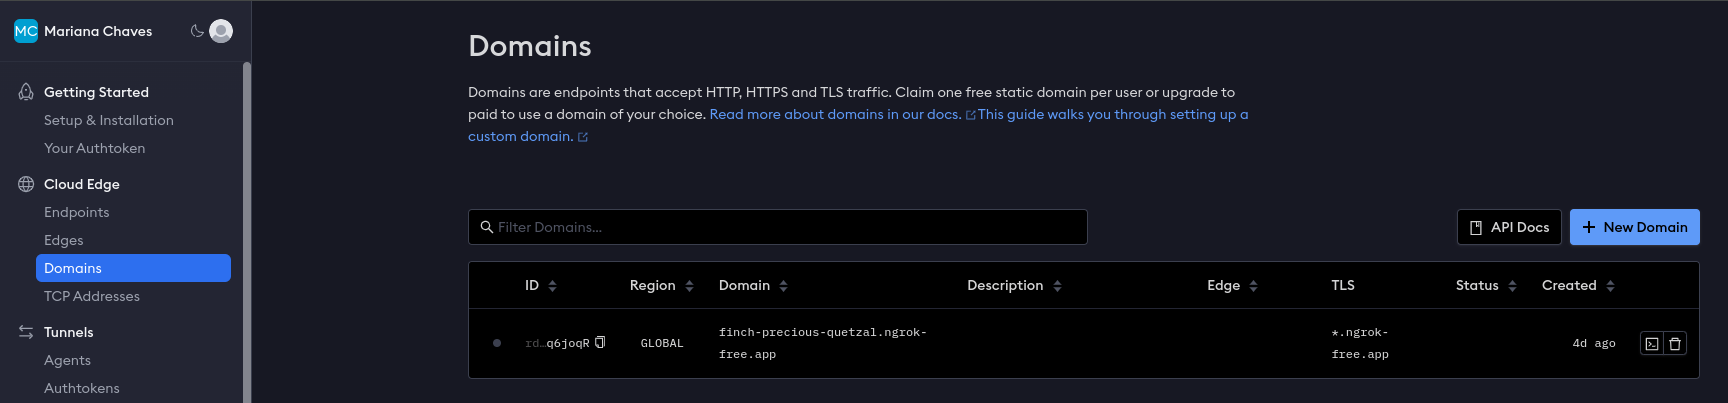 MC Mariana Chaves
Getting Started
Setup & Installation
Your Authtoken
Cloud Edge
Endpoints
Edges
Domains
TCP Addresses
Tunnels
Agents
Authtokens
Domains
Domains are endpoints that accept HTTP, HTTPS and TLS traffic. Claim one free static domain per user or upgrade to
paid to use a domain of your choice. Read more about domains in our docs. This guide walks you through setting up a
custom domain.
Filter Domains...
API Docs
New Domain
ID Region Domain Description Edge TLS Status Created
rd…q6joqR GLOBAL finch-precious-quetzal.ngrok- *.ngrok- 4d ago
free.app free.app